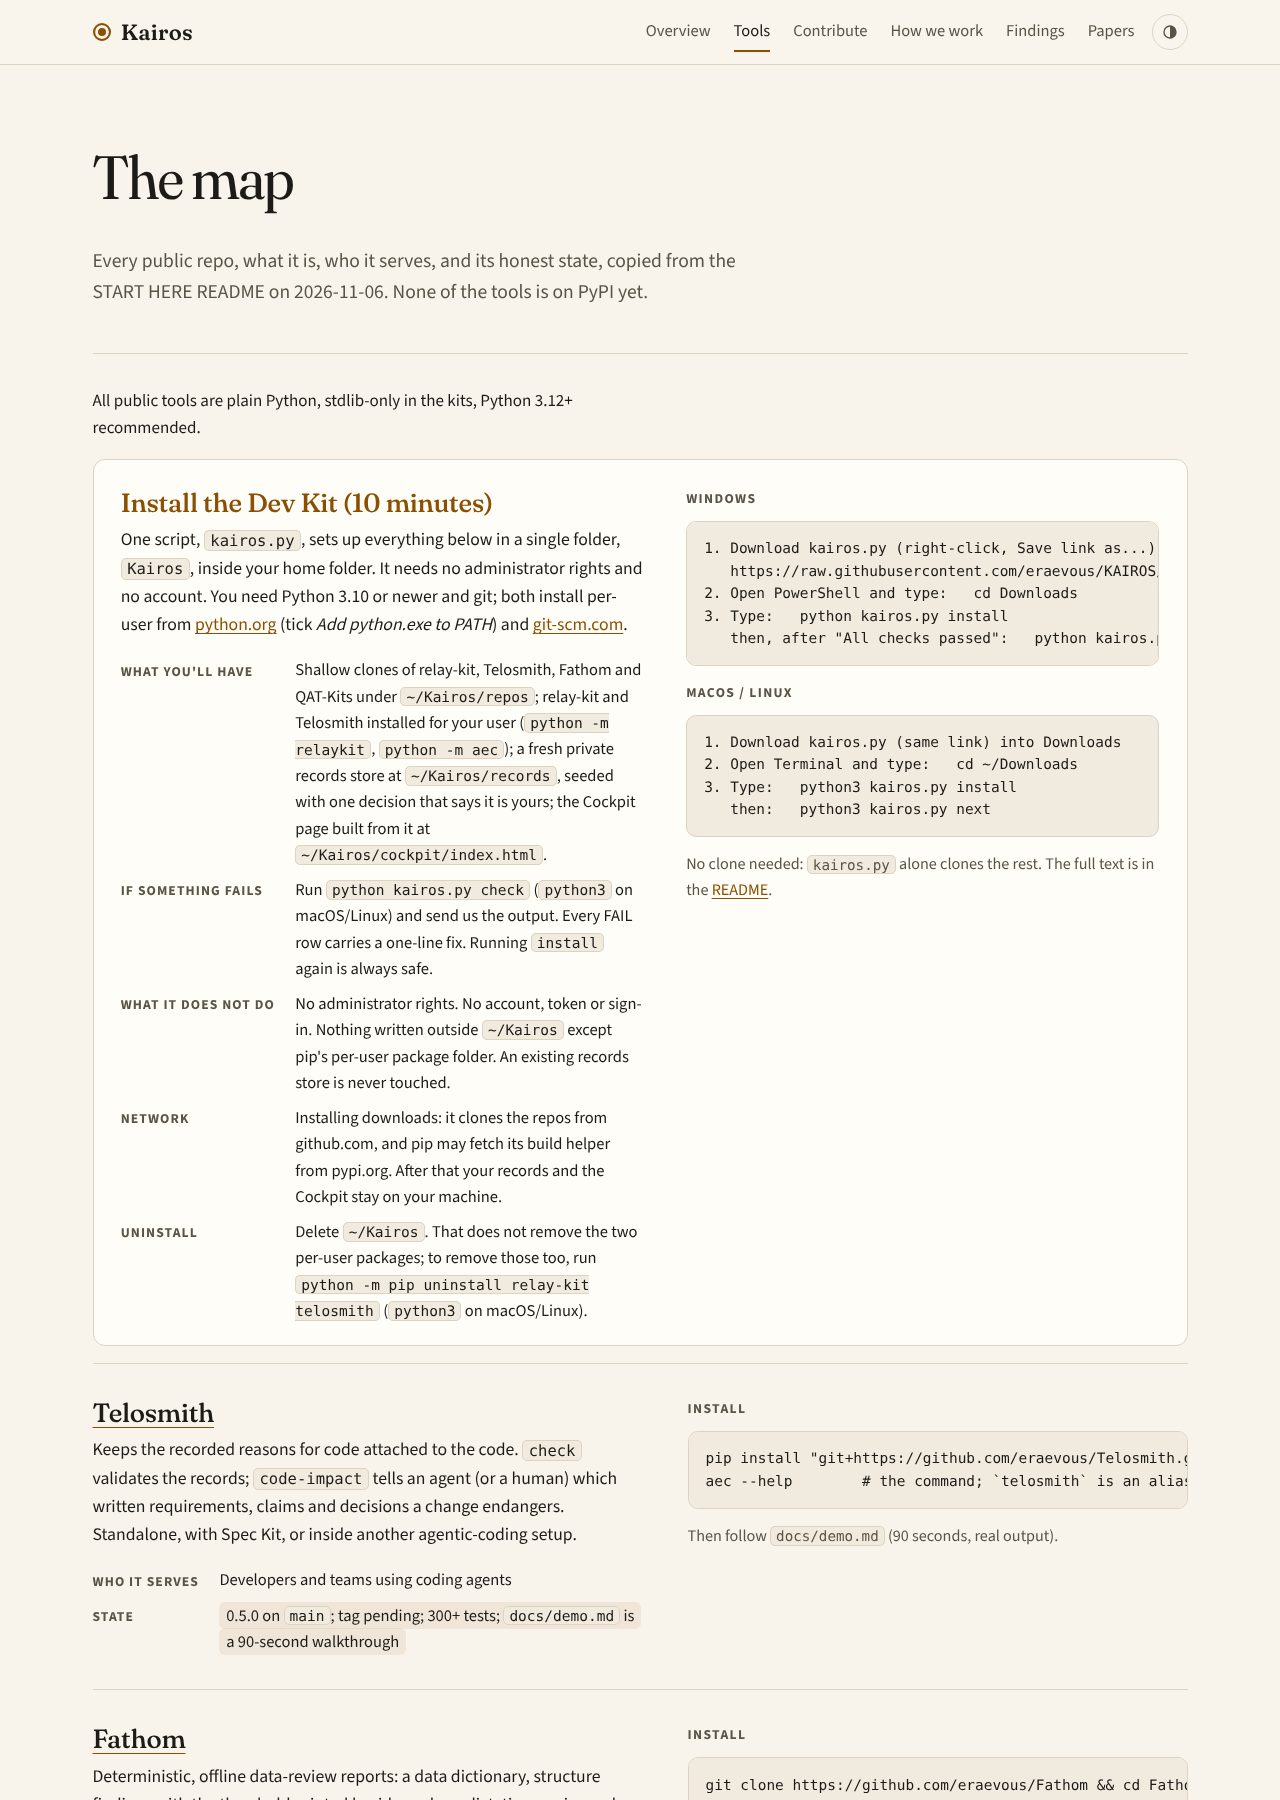 Kairos
Overview Tools Contribute How we work Findings Papers
The map
Every public repo, what it is, who it serves, and its honest state, copied from the
START HERE README on 2026-11-06. None of the tools is on PyPI yet.
All public tools are plain Python, stdlib-only in the kits, Python 3.12+
recommended.
Install the Dev Kit (10 minutes)
One script, kairos.py, sets up everything below in a single folder,
Kairos, inside your home folder. It needs no administrator rights and
no account. You need Python 3.10 or newer and git; both install per-
user from python.org (tick Add python.exe to PATH) and git-scm.com.
WHAT YOU'LL HAVE
Shallow clones of relay-kit, Telosmith, Fathom and
QAT-Kits under ~/Kairos/repos; relay-kit and
Telosmith installed for your user (python -m
relaykit, python -m aec); a fresh private
records store at ~/Kairos/records, seeded
with one decision that says it is yours; the Cockpit
page built from it at
~/Kairos/cockpit/index.html.
IF SOMETHING FAILS
Run python kairos.py check (python3 on
macOS/Linux) and send us the output. Every FAIL
row carries a one-line fix. Running install
again is always safe.
WHAT IT DOES NOT DO
No administrator rights. No account, token or sign-
in. Nothing written outside ~/Kairos except
pip's per-user package folder. An existing records
store is never touched.
NETWORK
Installing downloads: it clones the repos from
github.com, and pip may fetch its build helper
from pypi.org. After that your records and the
Cockpit stay on your machine.
UNINSTALL
Delete ~/Kairos. That does not remove the two
per-user packages; to remove those too, run
python -m pip uninstall relay-kit
telosmith (python3 on macOS/Linux).
WINDOWS
1. Download kairos.py (right-click, Save link as...)
https://raw.githubusercontent.com/eraevous/KAIROS/
2. Open PowerShell and type:   cd Downloads
3. Type:   python kairos.py install
then, after "All checks passed":   python kairos.p
MACOS / LINUX
1. Download kairos.py (same link) into Downloads
2. Open Terminal and type:   cd ~/Downloads
3. Type:   python3 kairos.py install
then:   python3 kairos.py next
No clone needed: kairos.py alone clones the rest. The full text is in
the README.
Telosmith
Keeps the recorded reasons for code attached to the code. check
validates the records; code-impact tells an agent (or a human) which
written requirements, claims and decisions a change endangers.
Standalone, with Spec Kit, or inside another agentic-coding setup.
WHO IT SERVES
Developers and teams using coding agents
STATE
0.5.0 on main; tag pending; 300+ tests; docs/demo.md is
a 90-second walkthrough
INSTALL
pip install "git+https://github.com/eraevous/Telosmith.g
aec --help        # the command; `telosmith` is an alias
Then follow docs/demo.md (90 seconds, real output).
Fathom
Deterministic, offline data-review reports: a data dictionary, structure
INSTALL
git clone https://github.com/eraevous/Fathom && cd Fatho